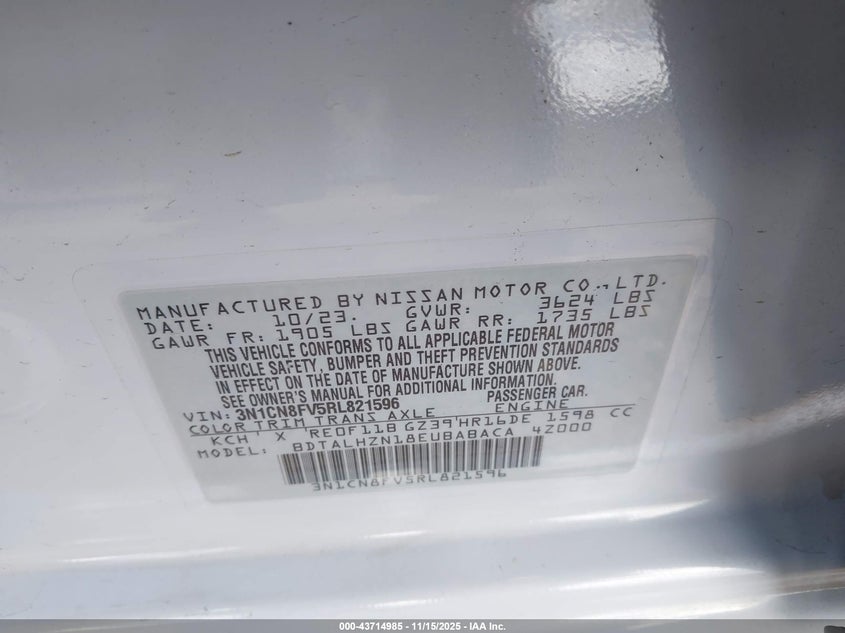 MANUFACTURED BY NISSAN MOTOR CO., LTD.
DATE: 10/23. GVWR: 3624 LBS
GAWR FR: 1905 LBS GAWR RR: 1735 LBS
THIS VEHICLE CONFORMS TO ALL APPLICABLE FEDERAL MOTOR
VEHICLE SAFETY, BUMPER AND THEFT PREVENTION STANDARDS
IN EFFECT ON THE DATE OF MANUFACTURE SHOWN ABOVE.
SEE OWNER'S MANUAL FOR ADDITIONAL INFORMATION.
VIN: 3N1CN8FV5RL821596 PASSENGER CAR.
COLOR TRIM TRANS AXLE ENGINE
KCH' X 'RE0F11B GZ39'HR16DE 1598 CC
MODEL: BDTALHZN18EUBABACA 4Z000
3N1CN8FV5RL821596
000-43714985 - 11/15/2025 - IAA Inc.